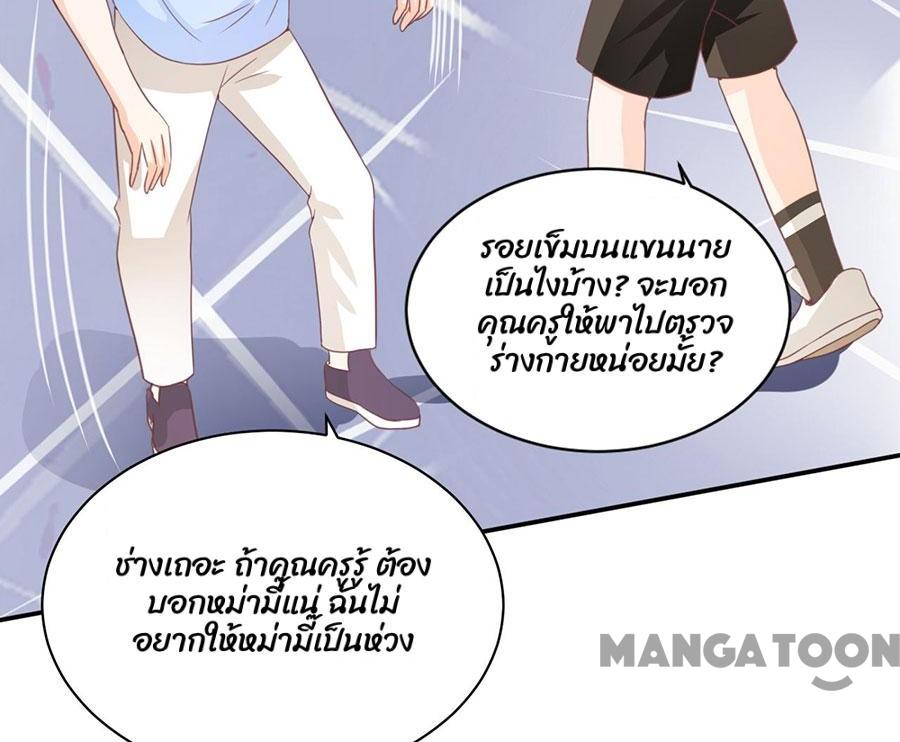 รอยเข็มบนแขนนาย
เป็นไงบ้าง? จะบอก
คุณครูให้พาไปตรวจ
ร่างกายหน่อยมั้ย?
ช่างเถอะ ถ้าคุณครูรู้ ต้อง
บอกหม่ามี๊แน่ ฉันไม่
อยากให้หม่ามี๊เป็นห่วง
MANGATOON